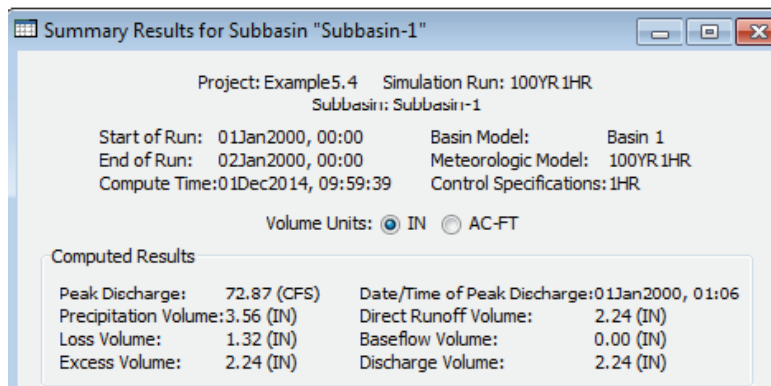 Summary Results for Subbasin "Subbasin-1"
Project: Example5.4 Simulation Run: 100YR1HR
Subbasin: Subbasin-1
Start of Run: 01Jan2000, 00:00 Basin Model: Basin 1
End of Run: 02Jan2000, 00:00 Meteorologic Model: 100YR1HR
Compute Time:01Dec2014, 09:59:39 Control Specifications:1HR
Volume Units: IN AC-FT
Computed Results
Peak Discharge: 72.87 (CFS) Date/Time of Peak Discharge:01Jan2000, 01:06
Precipitation Volume:3.56 (IN) Direct Runoff Volume: 2.24 (IN)
Loss Volume: 1.32 (IN) Baseflow Volume: 0.00 (IN)
Excess Volume: 2.24 (IN) Discharge Volume: 2.24 (IN)